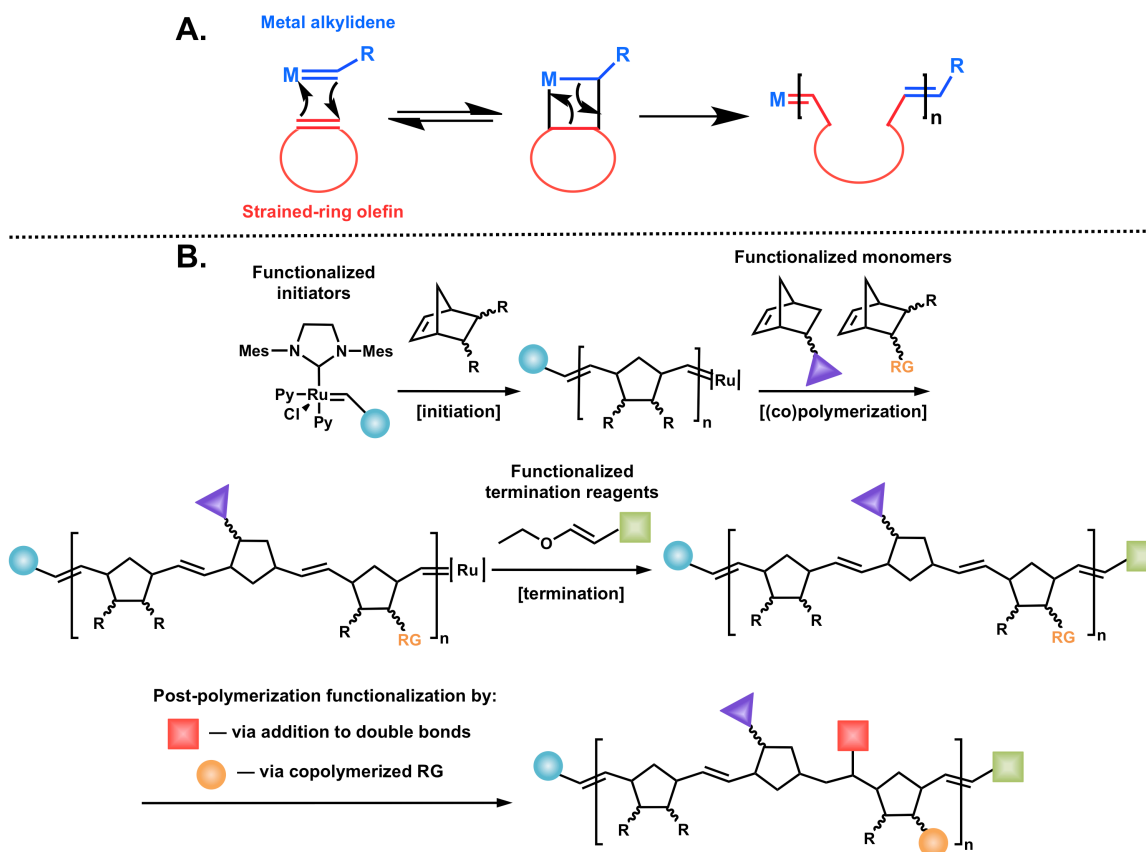 A.
Metal alkylidene
M
R
M
R
M
R
n
Strained-ring olefin
B.
Functionalized
initiators
Functionalized monomers
Mes
N
N
Mes
R
R
R
RG
Py
Ru
Cl
Py
[initiation]
R
R
n
Ru
[(co)polymerization]
Functionalized
termination reagents
O
R
R
R
RG
n
Ru
[termination]
R
R
R
RG
n
Post-polymerization functionalization by:
— via addition to double bonds
— via copolymerized RG
R
R
R
n